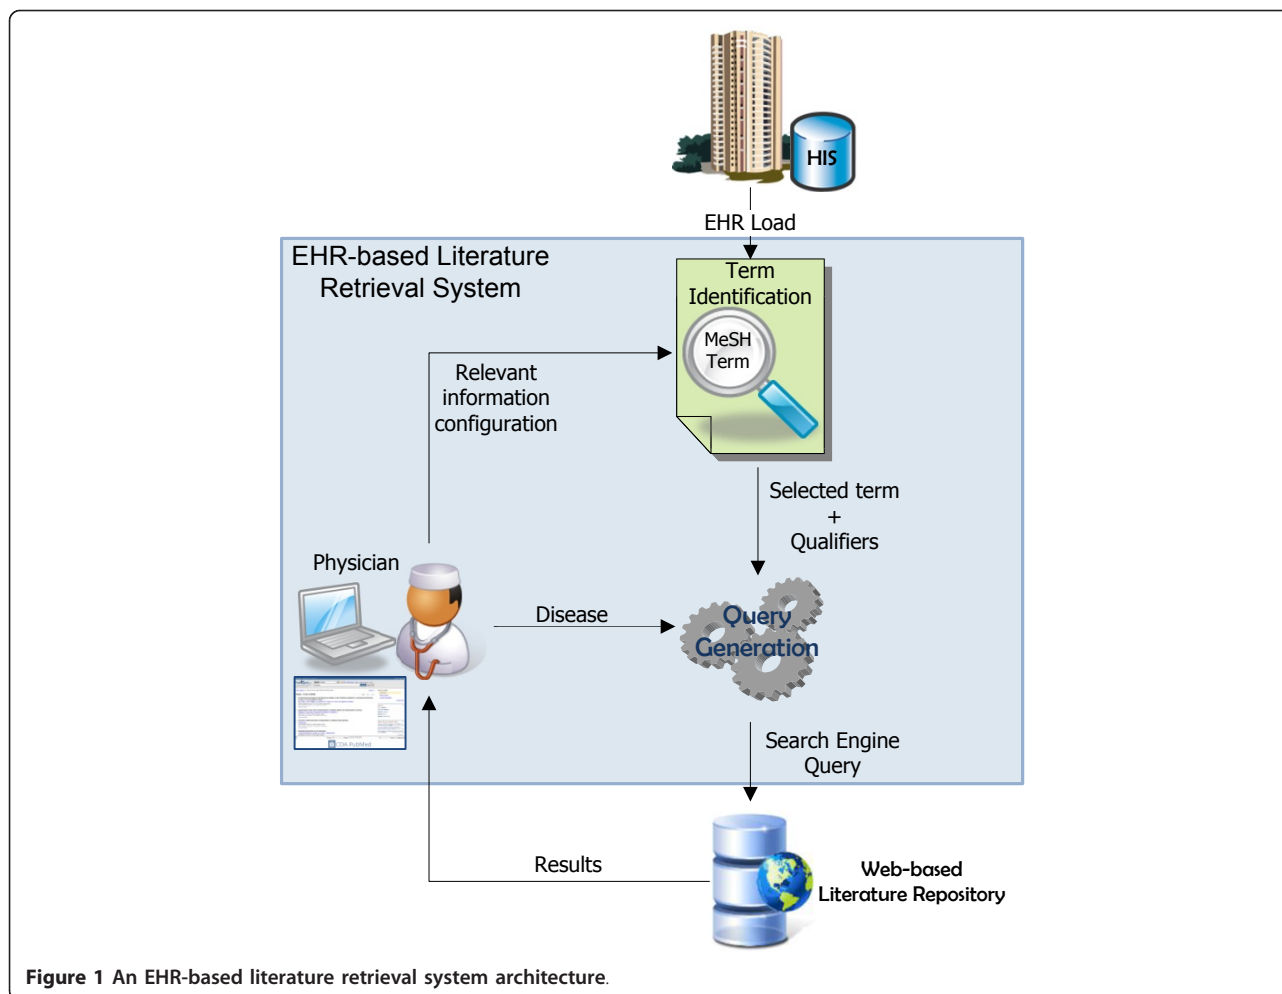 HIS
EHR Load
EHR-based Literature
Retrieval System
Term
Identification
MeSH
Term
Relevant
information
configuration
Selected term
+
Qualifiers
Physician
Disease
Query
Generation
CDA PubMed
Search Engine
Query
Results
Web-based
Literature Repository
Figure 1 An EHR-based literature retrieval system architecture.